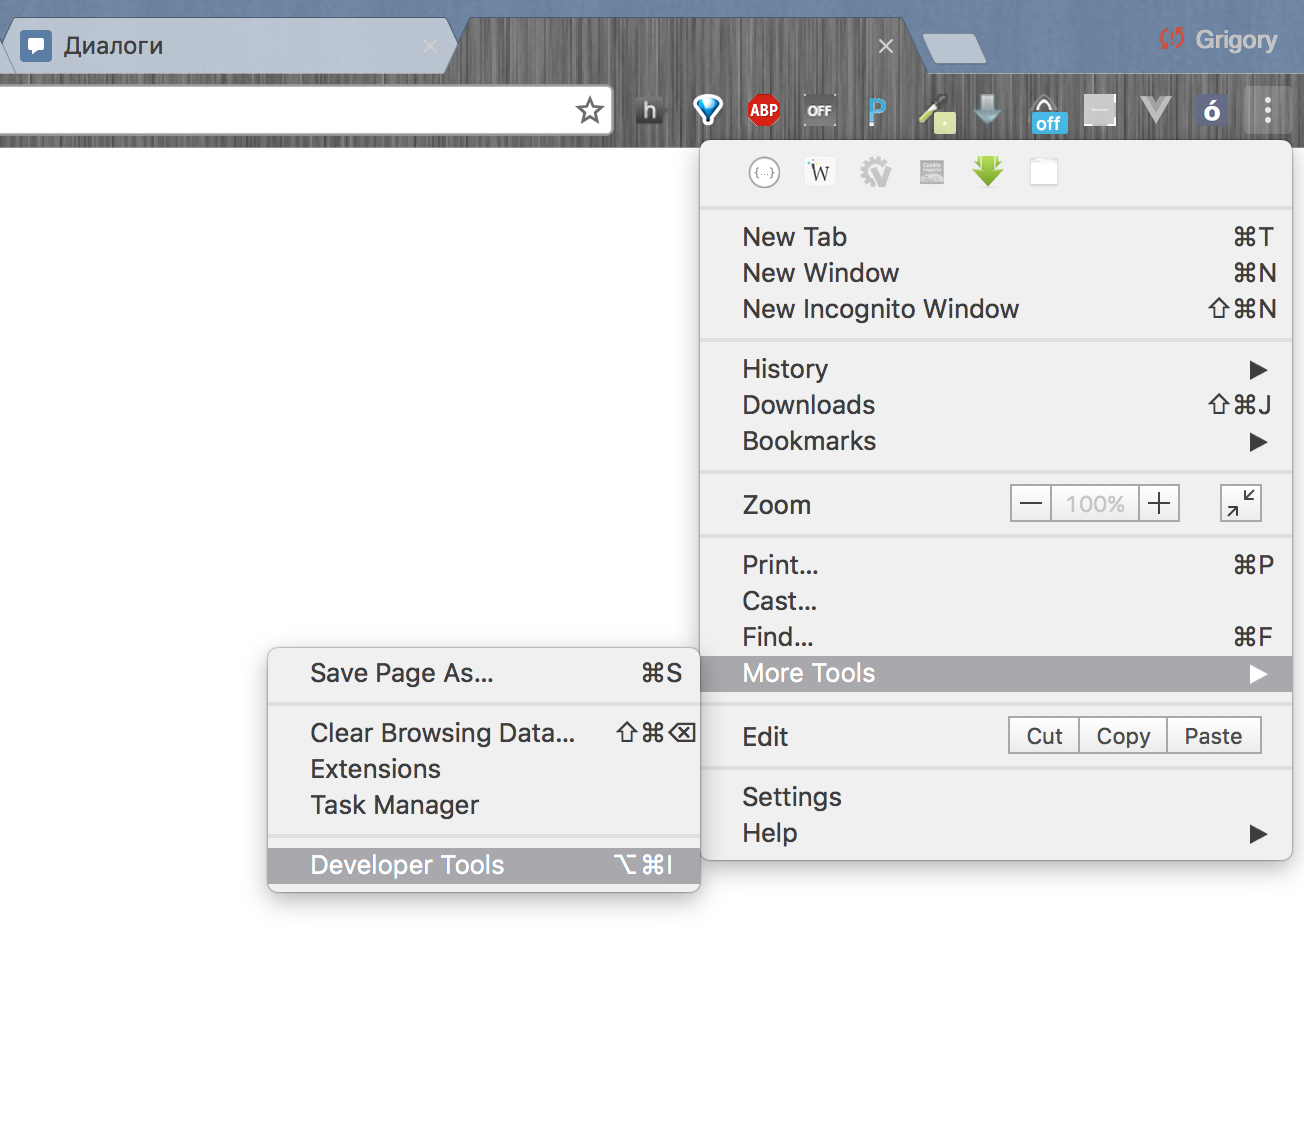 Диалоги
Grigory
h
ABP
OFF
P
off
ó
{...}
W
New Tab ⌘T
New Window ⌘N
New Incognito Window ⇧⌘N
History ▶
Downloads ⇧⌘J
Bookmarks ▶
Zoom — 100% +
Print... ⌘P
Cast...
Find... ⌘F
More Tools ▶
Edit Cut Copy Paste
Settings
Help ▶
Save Page As... ⌘S
Clear Browsing Data... ⇧⌘⌫
Extensions
Task Manager
Developer Tools ⌥⌘I